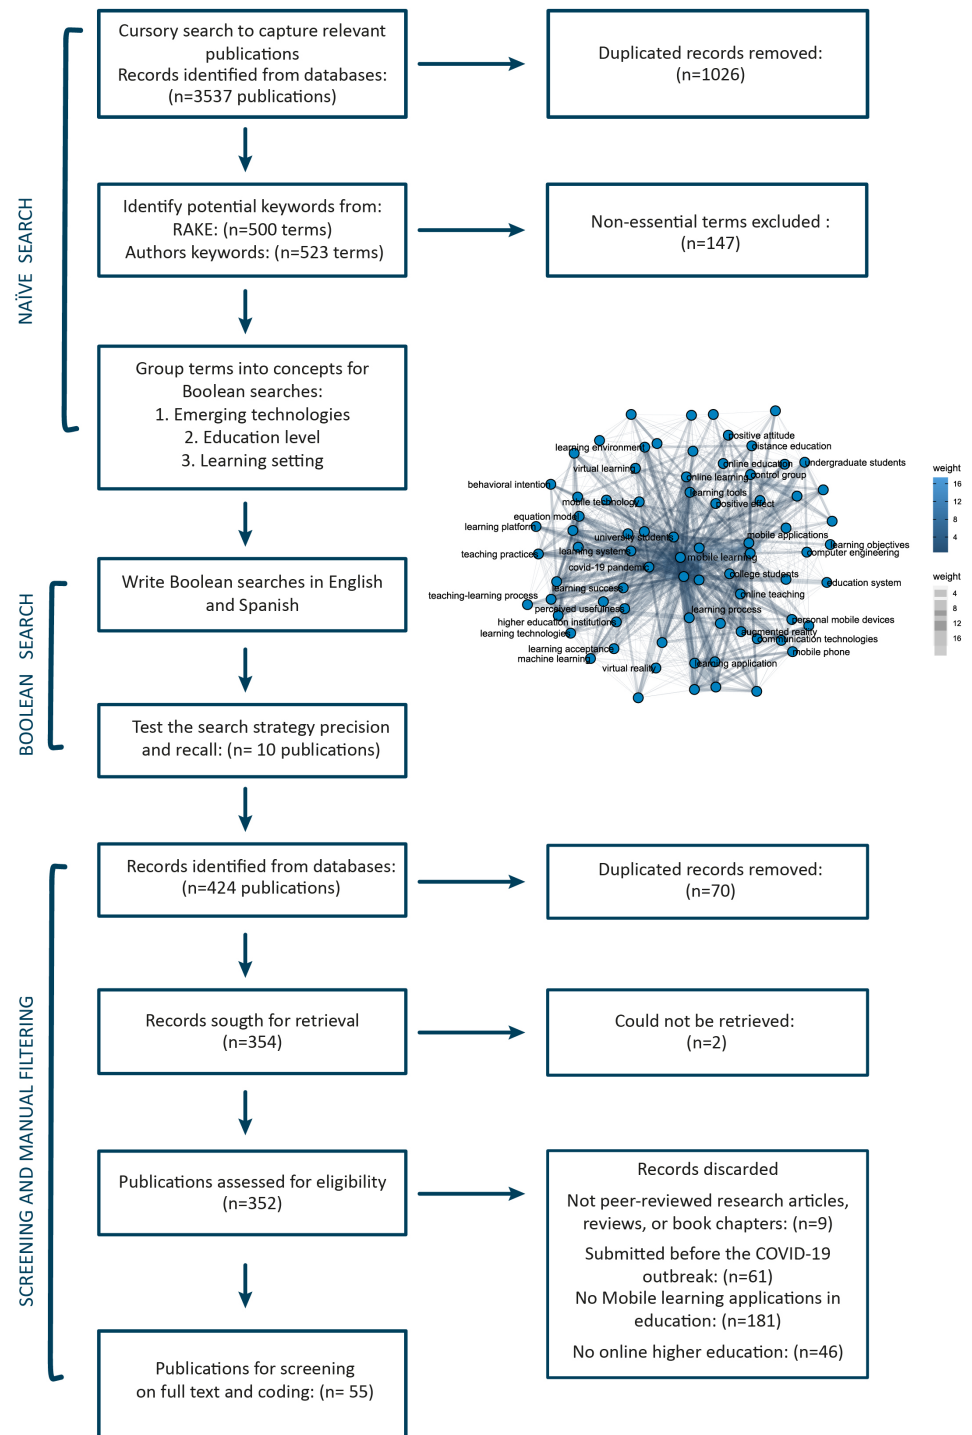 Cursory search to capture relevant
publications
Records identified from databases:
(n=3537 publications)
Duplicated records removed:
(n=1026)
NAÏVE SEARCH
Identify potential keywords from:
RAKE: (n=500 terms)
Authors keywords: (n=523 terms)
Non-essential terms excluded :
(n=147)
Group terms into concepts for
Boolean searches:
1. Emerging technologies
2. Education level
3. Learning setting
positive attitude
learning environment
distance education
virtual learning
online education
undergraduate students
behavioral intention
online learning
control group
learning tools
mobile technology
positive effect
equation model
learning platform
university students
mobile applications
learning objectives
teaching practices
learning systems
mobile learning
computer engineering
covid-19 pandemic
college students
education system
learning success
online teaching
teaching-learning process
perceived usefulness
learning process
higher education institutions
personal mobile devices
learning technologies
augmented reality
communication technologies
learning acceptance
mobile phone
machine learning
virtual reality
learning application
weight
16
12
8
4
weight
4
8
12
16
BOOLEAN SEARCH
Write Boolean searches in English
and Spanish
Test the search strategy precision
and recall: (n= 10 publications)
SCREENING AND MANUAL FILTERING
Records identified from databases:
(n=424 publications)
Duplicated records removed:
(n=70)
Records sougth for retrieval
(n=354)
Could not be retrieved:
(n=2)
Publications assessed for eligibility
(n=352)
Records discarded
Not peer-reviewed research articles,
reviews, or book chapters: (n=9)
Submitted before the COVID-19
outbreak: (n=61)
No Mobile learning applications in
education: (n=181)
No online higher education: (n=46)
Publications for screening
on full text and coding: (n= 55)